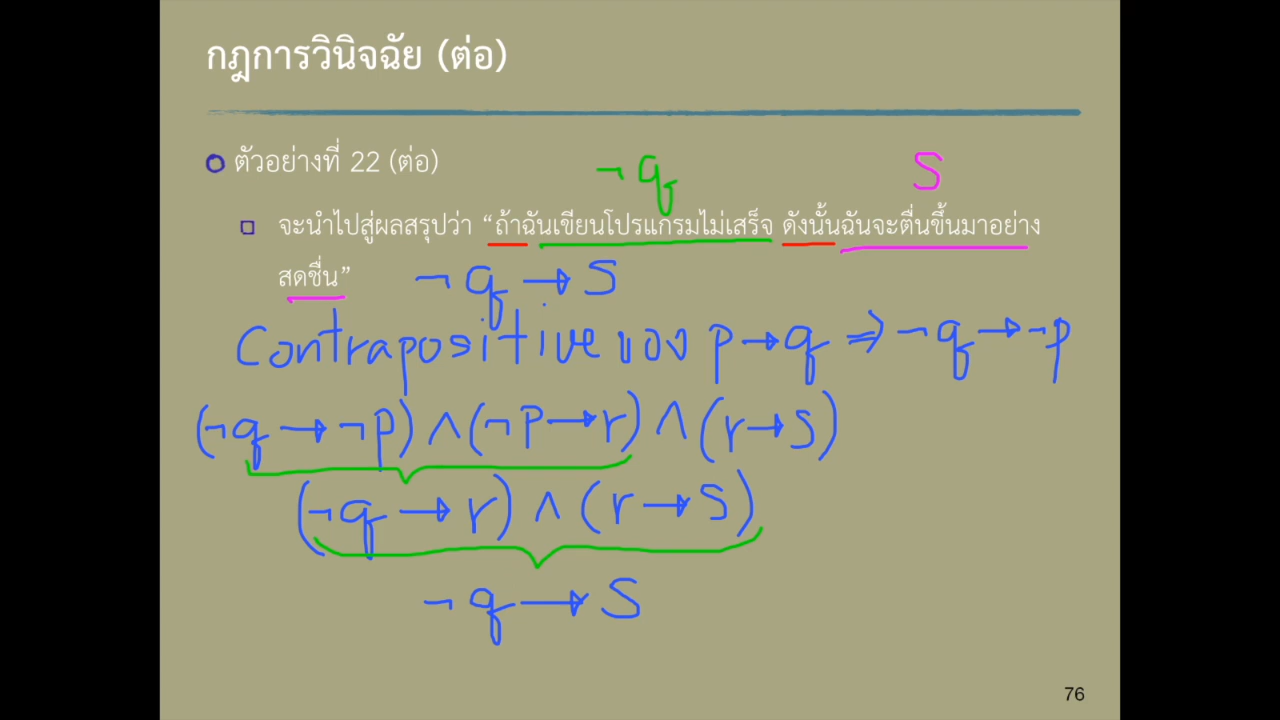 กฎการวินิจฉัย (ต่อ)
ตัวอย่างที่ 22 (ต่อ)
¬q S
จะนำไปสู่ผลสรุปว่า “ถ้าฉันเขียนโปรแกรมไม่เสร็จ ดังนั้นฉันจะตื่นขึ้นมาอย่าง
สดชื่น”
¬q → S
Contrapositive ของ p → q ⇒ ¬q → ¬p
(¬q → ¬p) ∧ (¬p → r) ∧ (r → s)
(¬q → r) ∧ (r → s)
¬q → S
76